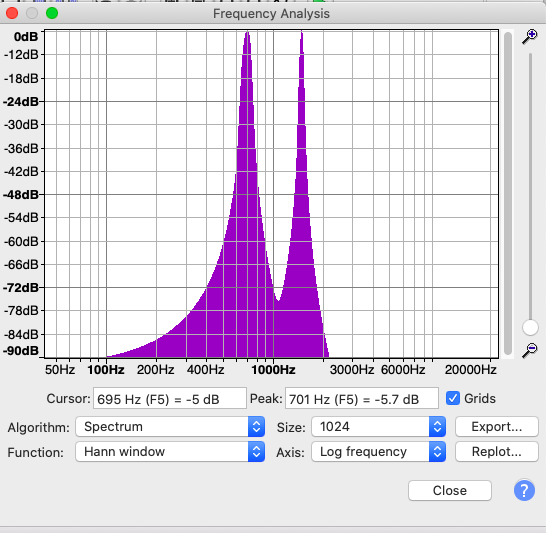 Frequency Analysis
0dB
-12dB
-18dB
-24dB
-30dB
-36dB
-42dB
-48dB
-54dB
-60dB
-66dB
-72dB
-78dB
-84dB
-90dB
50Hz 100Hz 200Hz 400Hz 1000Hz 3000Hz 6000Hz 20000Hz
Cursor: 695 Hz (F5) = -5 dB Peak: 701 Hz (F5) = -5.7 dB Grids
Algorithm: Spectrum Size: 1024 Export...
Function: Hann window Axis: Log frequency Replot...
Close ?